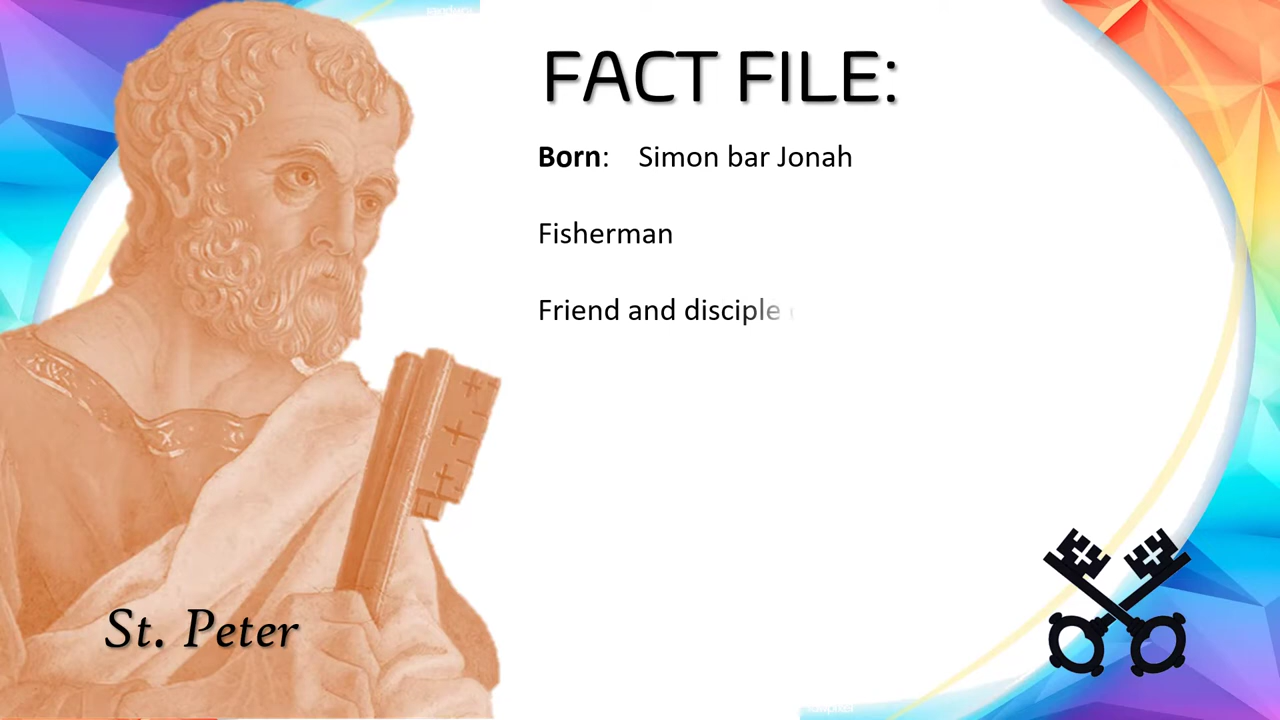 FACT FILE:
Born: Simon bar Jonah
Fisherman
Friend and disciple
St. Peter